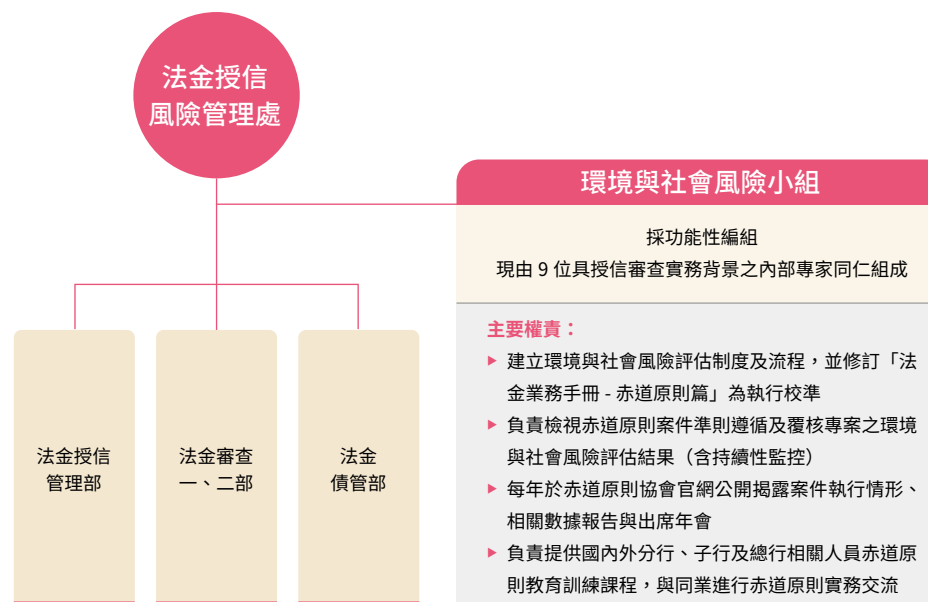 法金授信
風險管理處
環境與社會風險小組
採功能性編組
現由 9 位具授信審查實務背景之內部專家同仁組成
主要權責：
▶ 建立環境與社會風險評估制度及流程，並修訂「法
金業務手冊 - 赤道原則篇」為執行校準
▶ 負責檢視赤道原則案件準則遵循及覆核專案之環境
與社會風險評估結果（含持續性監控）
▶ 每年於赤道原則協會官網公開揭露案件執行情形、
相關數據報告與出席年會
▶ 負責提供國內外分行、子行及總行相關人員赤道原
則教育訓練課程，與同業進行赤道原則實務交流
法金授信
管理部
法金審查
一、二部
法金
債管部